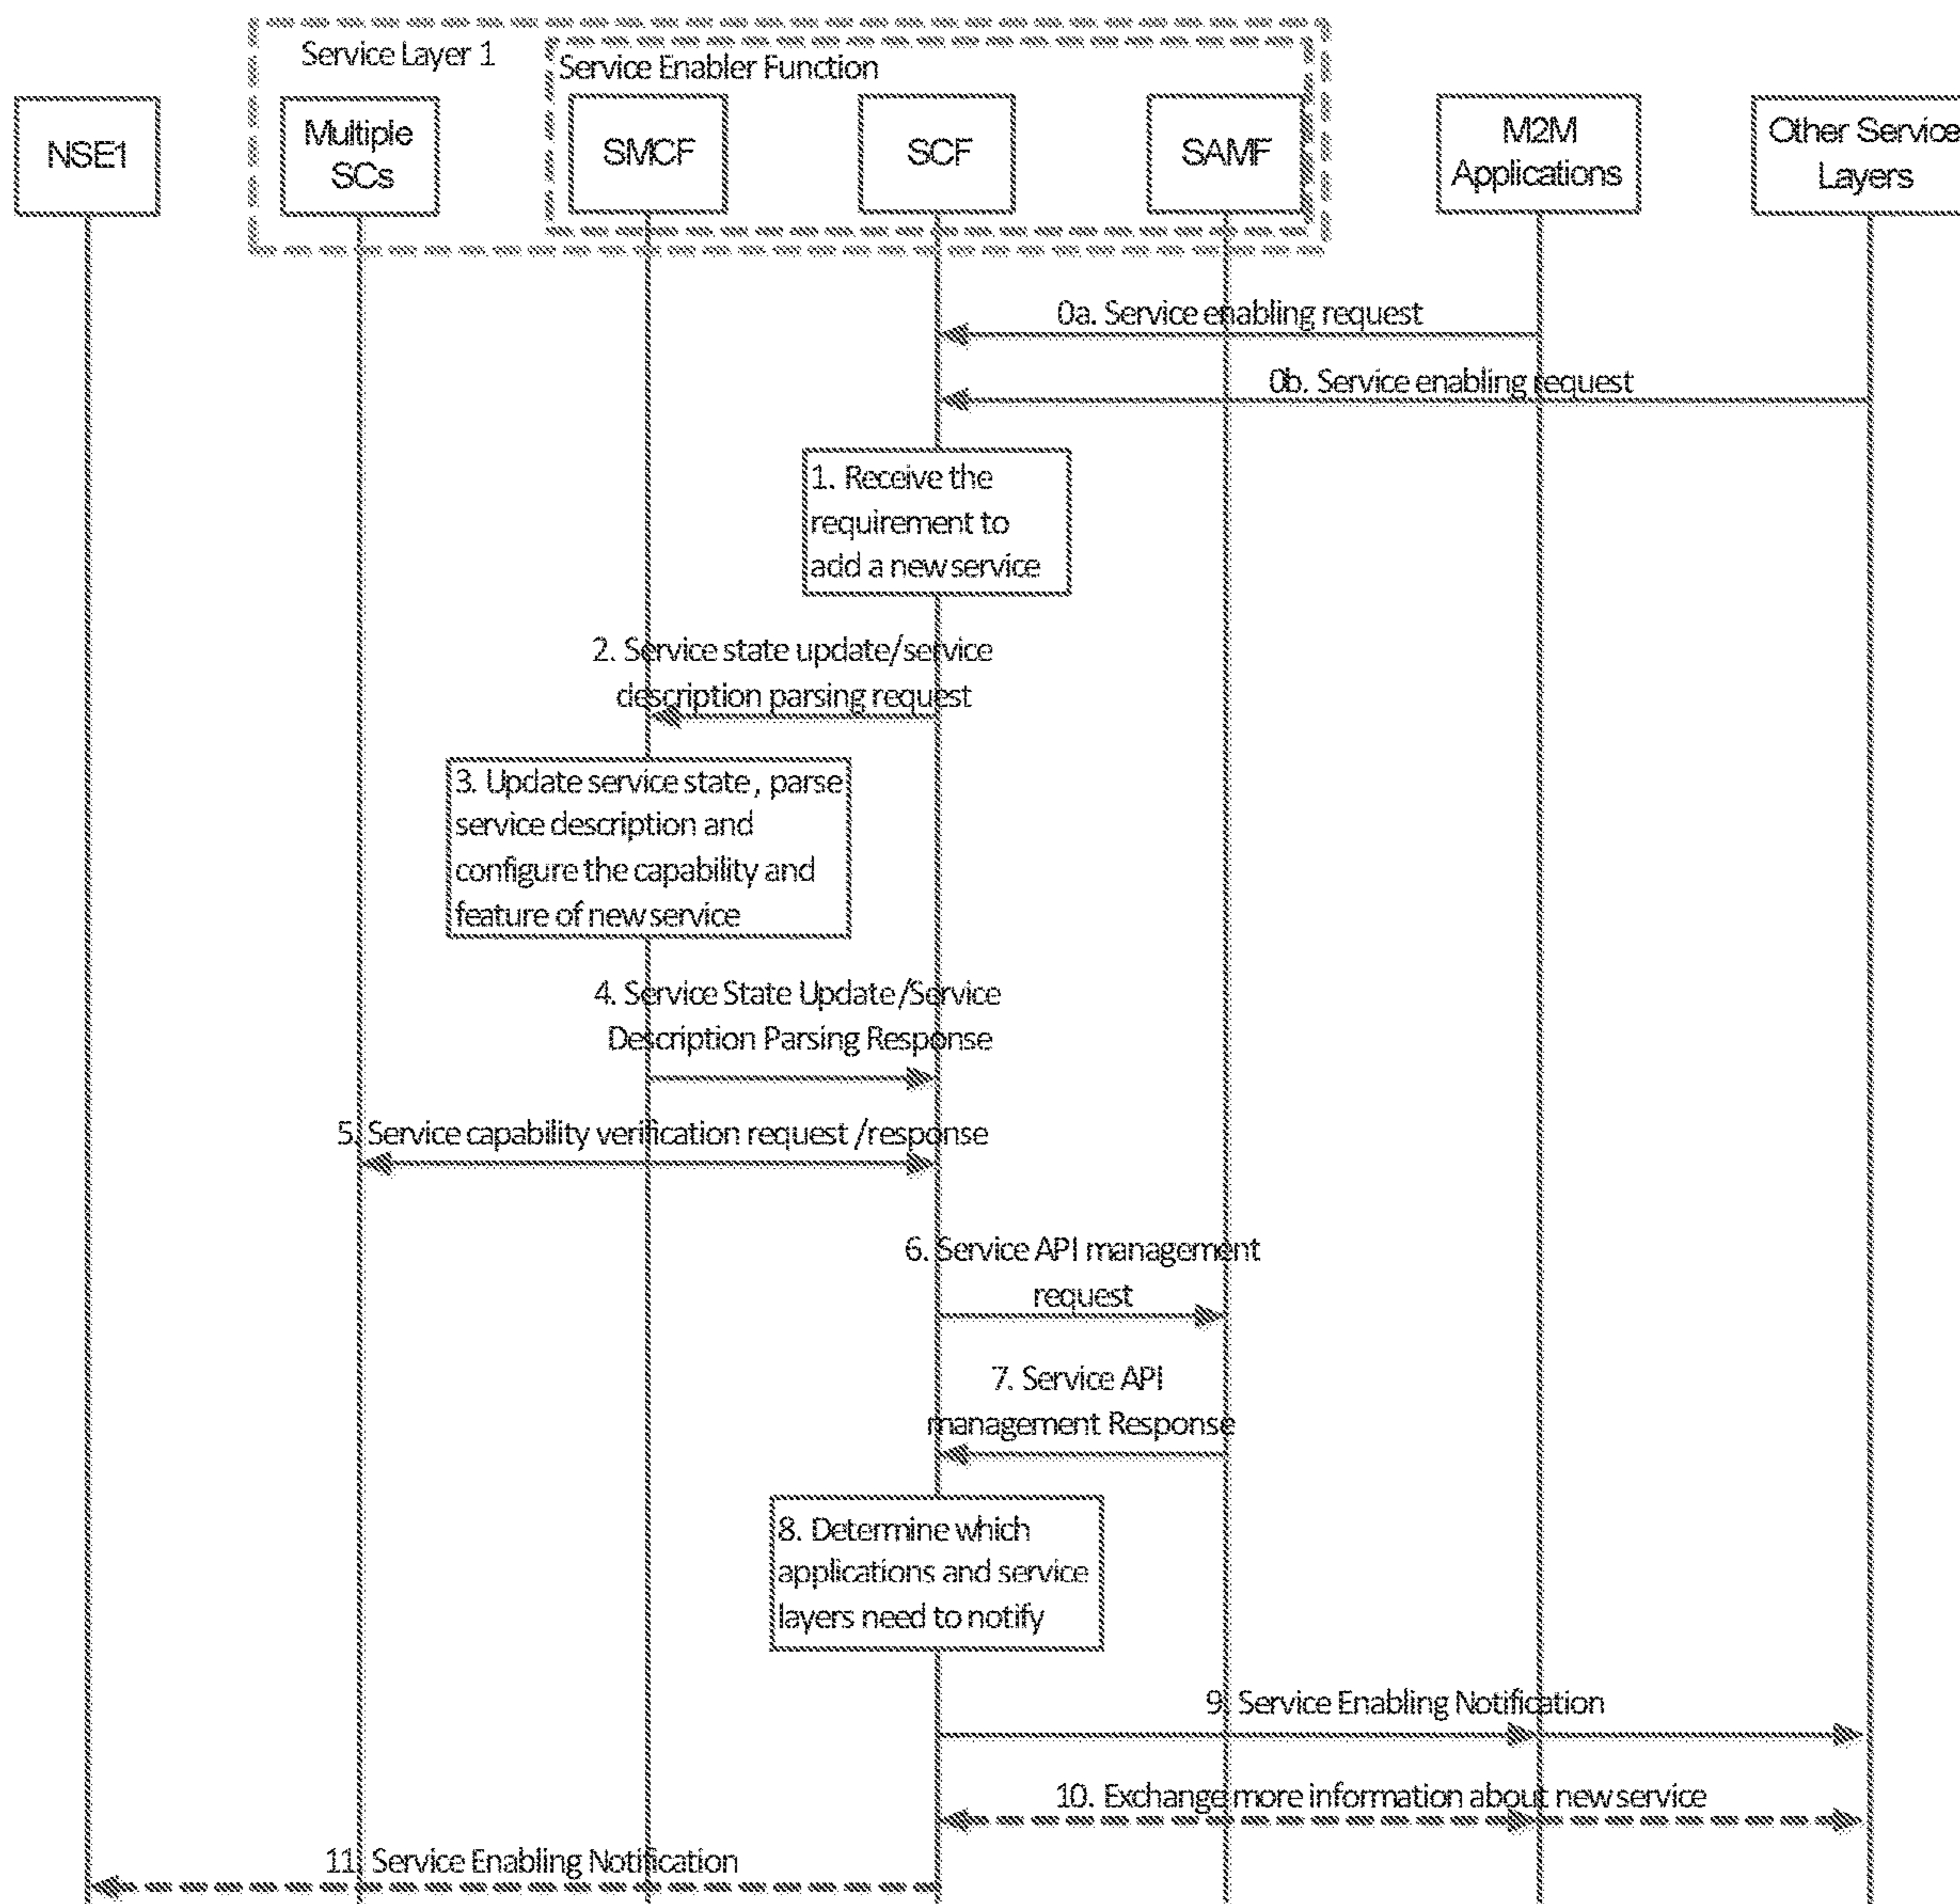 Service Layer 1
Service Enabler Function
NSE1
Multiple
SCs
SMCF
SCF
SAMF
M2M
Applications
Other Service
Layers
0a. Service enabling request
0b. Service enabling request
1. Receive the
requirement to
add a new service
2. Service state update/service
description parsing request
3. Update service state, parse
service description and
configure the capability and
feature of new service
4. Service State Update/Service
Description Parsing Response
5. Service capability verification request/response
6. Service API management
request
7. Service API
management Response
8. Determine which
applications and service
layers need to notify
9. Service Enabling Notification
10. Exchange more information about new service
11. Service Enabling Notification